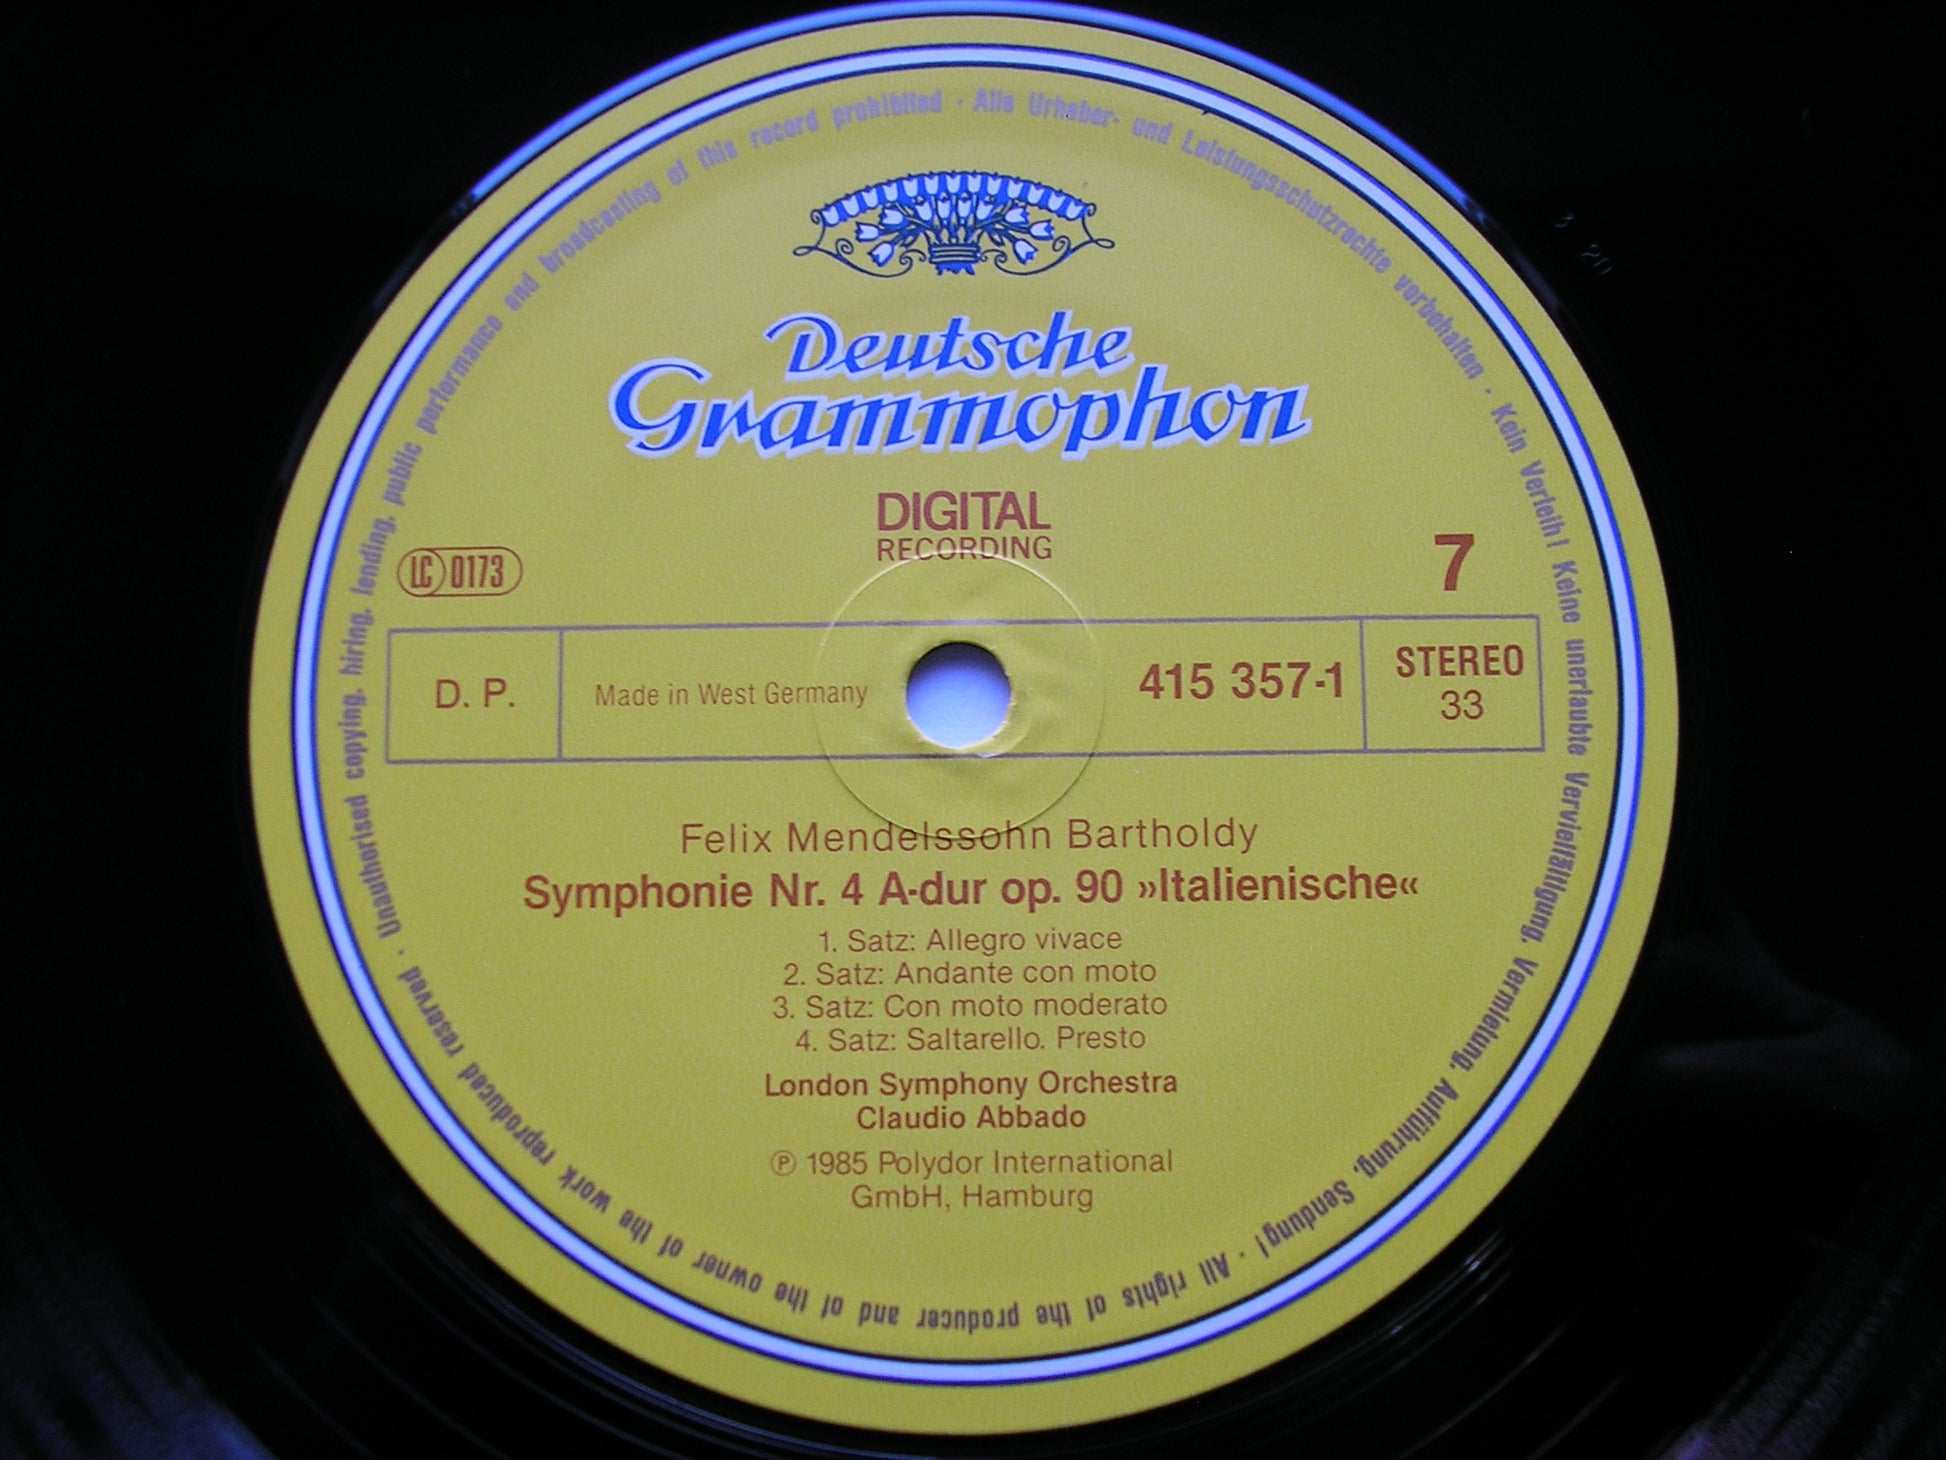 Deutsche
Grammophon
DIGITAL
RECORDING
LC 0173
7
D. P.
Made in West Germany
415 357-1
STEREO
33
Felix Mendelssohn Bartholdy
Symphonie Nr. 4 A-dur op. 90 »Italienische«
1. Satz: Allegro vivace
2. Satz: Andante con moto
3. Satz: Con moto moderato
4. Satz: Saltarello. Presto
London Symphony Orchestra
Claudio Abbado
℗ 1985 Polydor International
GmbH, Hamburg
Alle Urhaber- und Leistungsschutzrechte vorbehalten · Kein Verleih! Keine unerlaubte Vervielfältigung, Vermietung, Aufführung, Sendung! · All rights of the producer and of the owner of the work reproduced reserved · Unauthorised copying, hiring, lending, public performance and broadcasting of this record prohibited ·
3 20